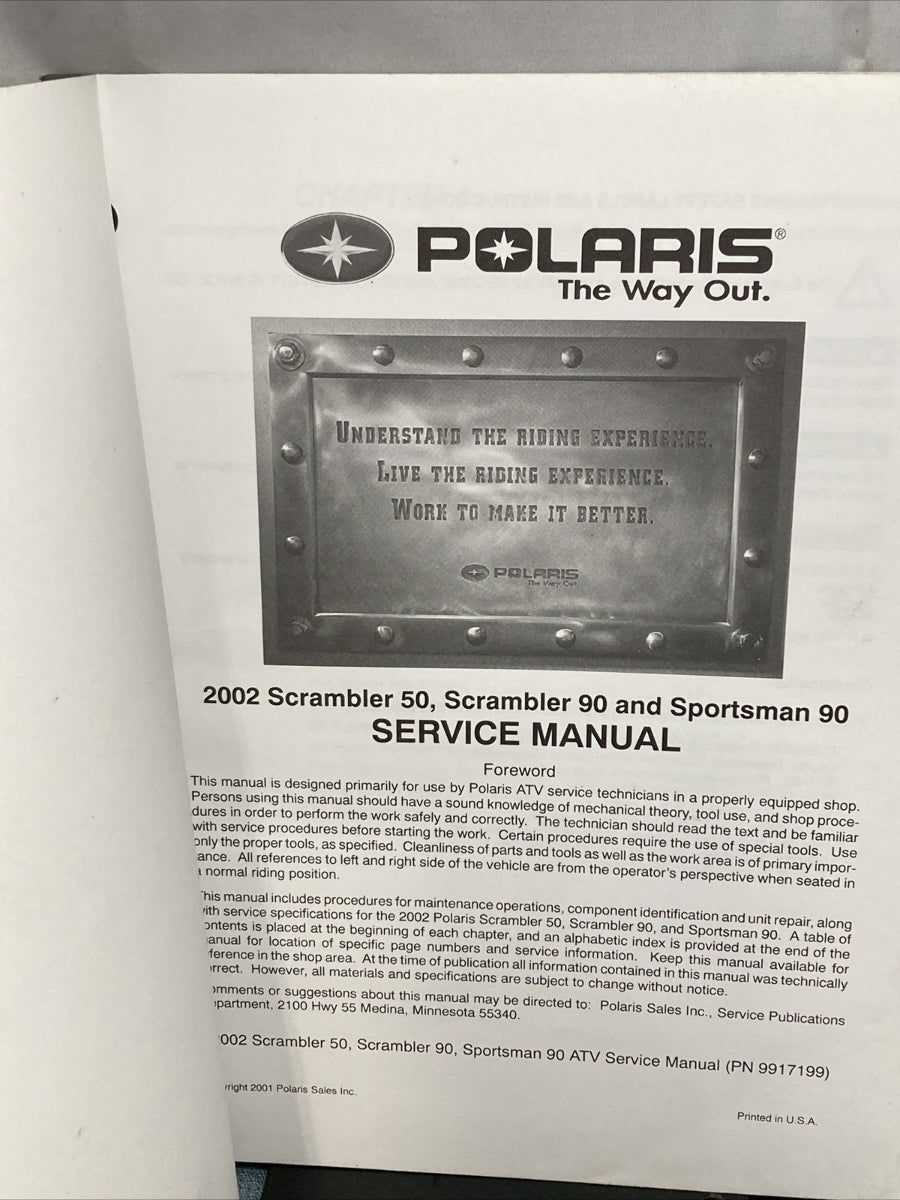 POLARIS®
The Way Out.
UNDERSTAND THE RIDING EXPERIENCE.
LIVE THE RIDING EXPERIENCE.
WORK TO MAKE IT BETTER.
POLARIS
The Way Out.
2002 Scrambler 50, Scrambler 90 and Sportsman 90
SERVICE MANUAL
Foreword
This manual is designed primarily for use by Polaris ATV service technicians in a properly equipped shop.
Persons using this manual should have a sound knowledge of mechanical theory, tool use, and shop proce-
dures in order to perform the work safely and correctly. The technician should read the text and be familiar
with service procedures before starting the work. Certain procedures require the use of special tools. Use
only the proper tools, as specified. Cleanliness of parts and tools as well as the work area is of primary impor-
ance. All references to left and right side of the vehicle are from the operator's perspective when seated in
a normal riding position.
his manual includes procedures for maintenance operations, component identification and unit repair, along
ith service specifications for the 2002 Polaris Scrambler 50, Scrambler 90, and Sportsman 90. A table of
ontents is placed at the beginning of each chapter, and an alphabetic index is provided at the end of the
anual for location of specific page numbers and service information. Keep this manual available for
ference in the shop area. At the time of publication all information contained in this manual was technically
rrect. However, all materials and specifications are subject to change without notice.
omments or suggestions about this manual may be directed to: Polaris Sales Inc., Service Publications
partment, 2100 Hwy 55 Medina, Minnesota 55340.
002 Scrambler 50, Scrambler 90, Sportsman 90 ATV Service Manual (PN 9917199)
right 2001 Polaris Sales Inc.
Printed in U.S.A.